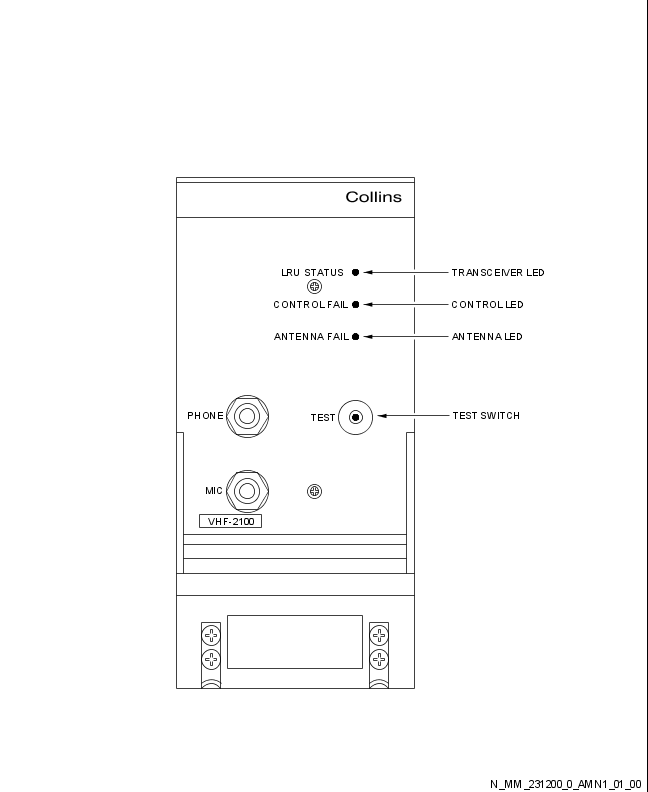 Collins
LRU STATUS
TRANSCEIVER LED
CONTROL FAIL
CONTROL LED
ANTENNA FAIL
ANTENNA LED
PHONE
TEST
TEST SWITCH
MIC
VHF-2100
N_MM_231200_0_AMN1_01_00